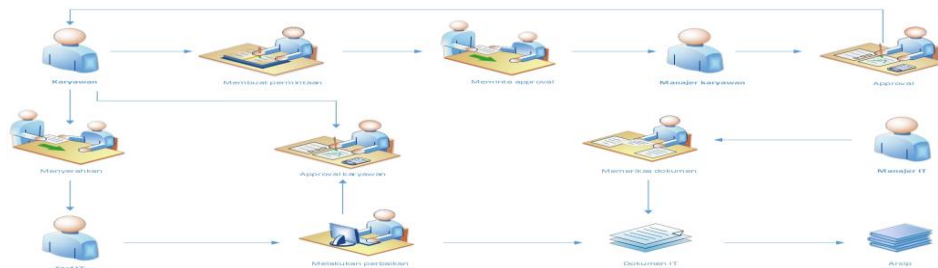 Karyawan
Membuat permintaan
Meminta approval
Manajer karyawan
Approval
Menyerahkan
Approval karyawan
Memeriksa dokumen
Manajer IT
Melakukan perbaikan
Dokumen IT
Arsip